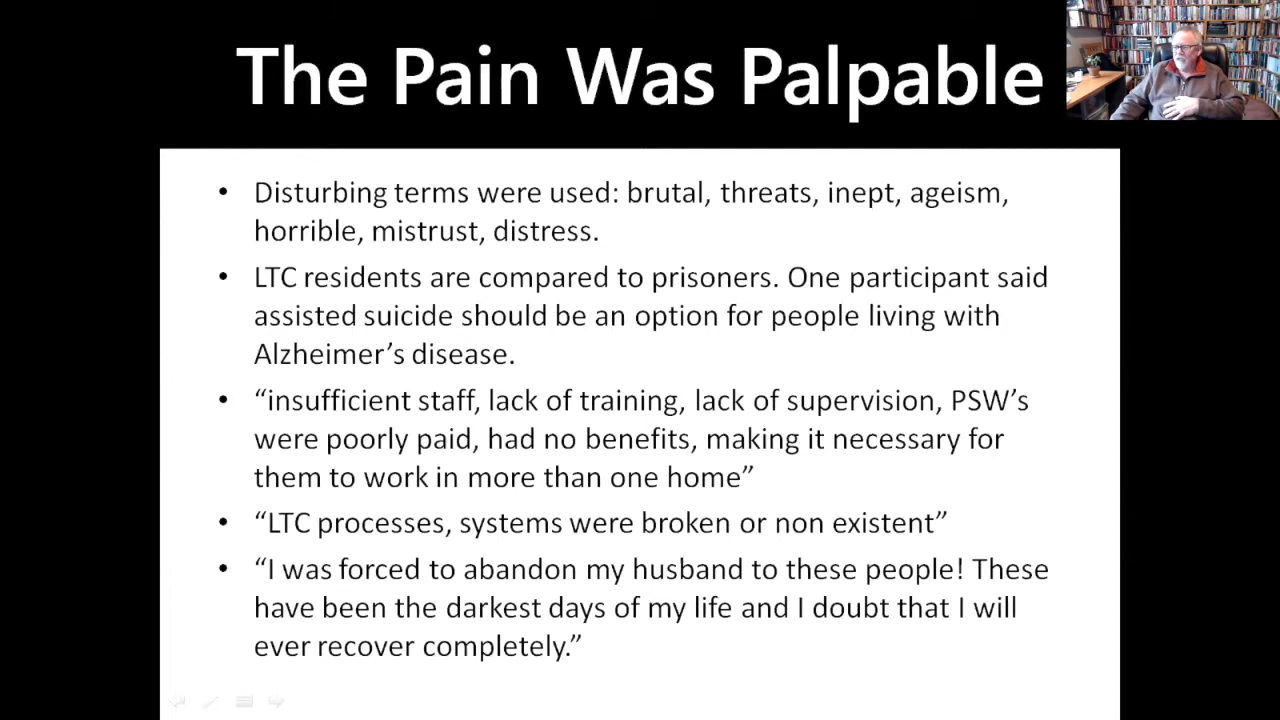 The Pain Was Palpable
• Disturbing terms were used: brutal, threats, inept, ageism,
horrible, mistrust, distress.
• LTC residents are compared to prisoners. One participant said
assisted suicide should be an option for people living with
Alzheimer’s disease.
• “insufficient staff, lack of training, lack of supervision, PSW’s
were poorly paid, had no benefits, making it necessary for
them to work in more than one home”
• “LTC processes, systems were broken or non existent”
• “I was forced to abandon my husband to these people! These
have been the darkest days of my life and I doubt that I will
ever recover completely.”